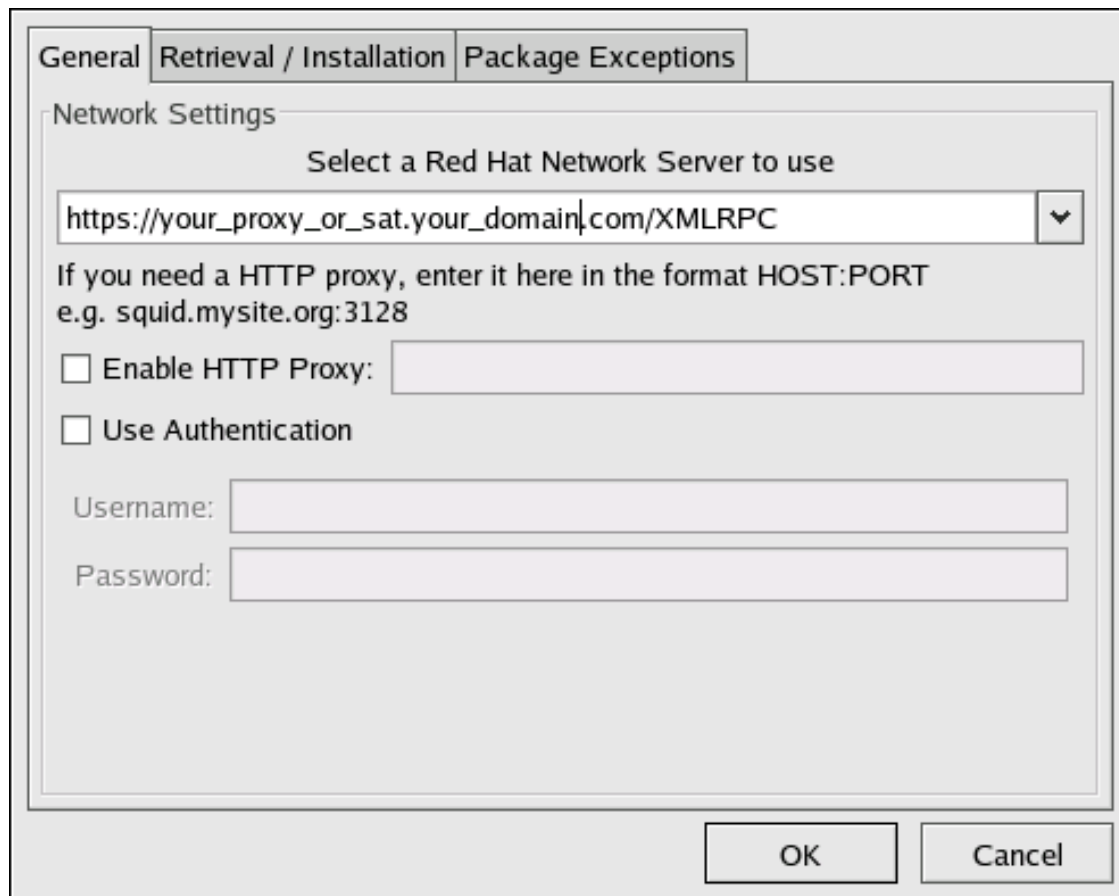 General Retrieval / Installation Package Exceptions
Network Settings
Select a Red Hat Network Server to use
https://your_proxy_or_sat.your_domain.com/XMLRPC
If you need a HTTP proxy, enter it here in the format HOST:PORT
e.g. squid.mysite.org:3128
Enable HTTP Proxy:
Use Authentication
Username:
Password:
OK Cancel